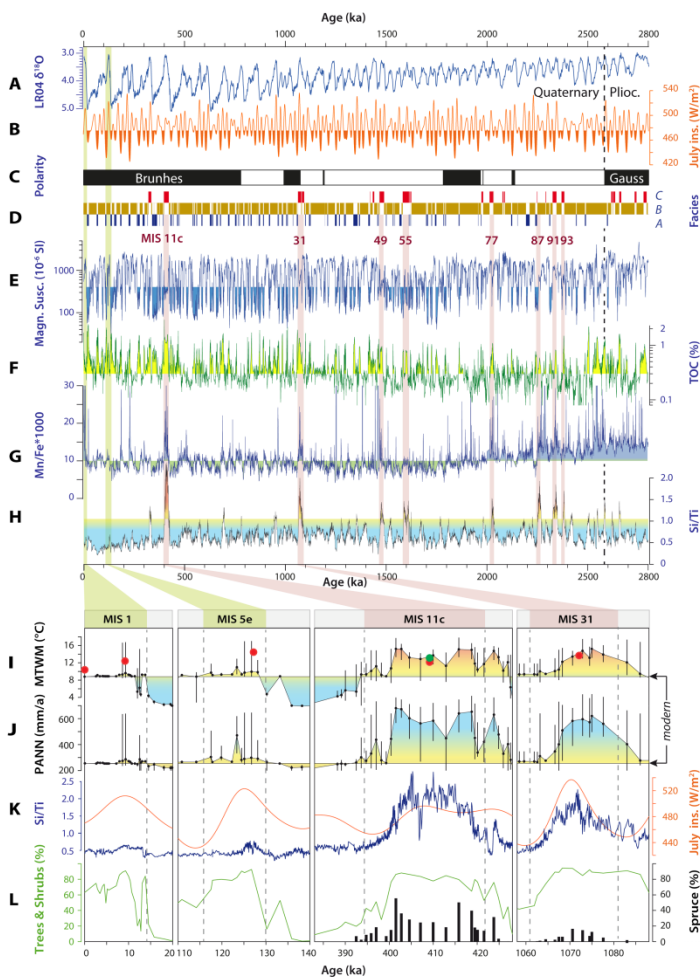 Age (ka)
0 500 1000 1500 2000 2500 2800
A
LR04 δ¹⁸O
3.0
4.0
5.0
Quaternary Plioc.
B
540
500
460
420
July ins. (W/m²)
C
Polarity
Brunhes Gauss
D
C
B
A
Facies
MIS 11c 31 49 55 77 87 91 93
E
Magn. Susc. (10⁻⁶ SI)
1000
100
F
2
1
0.1
TOC (%)
G
Mn/Fe*1000
30
20
10
0
H
2.0
1.5
1.0
0.5
0
Si/Ti
0 500 1000 1500 2000 2500 2800
Age (ka)
MIS 1 MIS 5e MIS 11c MIS 31
I
MTWM (°C)
16
12
8
4
modern
J
PANN (mm/a)
600
400
200
K
Si/Ti
2.5
2.0
1.5
1.0
0.5
520
480
440
July ins. (W/m²)
L
Trees & Shrubs (%)
80
60
40
20
0
80
60
40
20
0
Spruce (%)
0 10 20 110 120 130 140 390 400 410 420 1062 1072 1082
Age (ka)